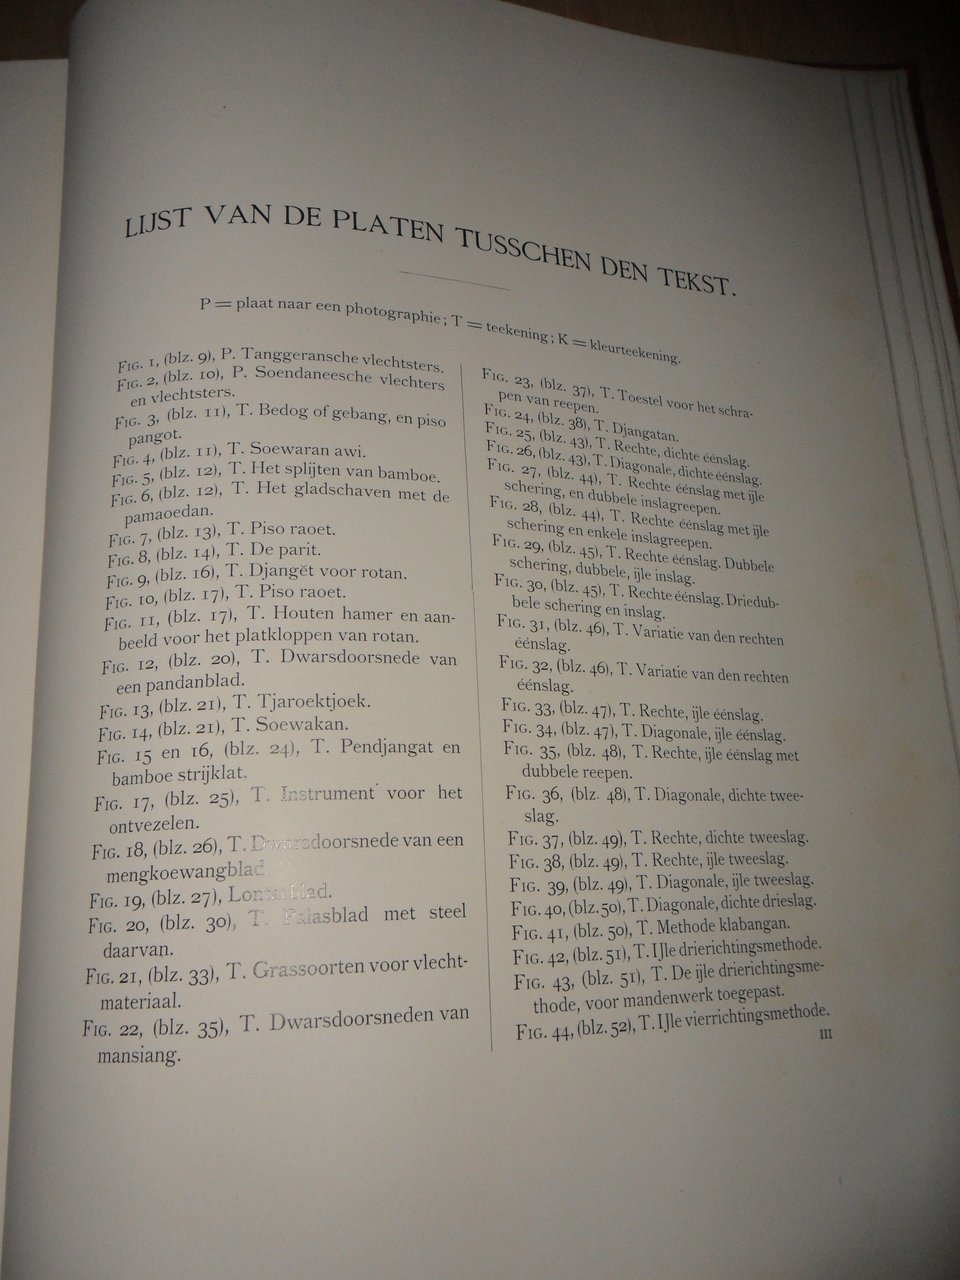 LIJST VAN DE PLATEN TUSSCHEN DEN TEKST.
P = plaat naar een photographie; T = teekening; K = kleurteekening.
FIG. 1, (blz. 9), P. Tanggeransche vlechtsters.
FIG. 2, (blz. 10), P. Soendaneesche vlechters
en vlechtsters.
FIG. 3, (blz. 11), T. Bedog of gebang, en piso
pangot.
FIG. 4, (blz. 11), T. Soewaran awi.
FIG. 5, (blz. 12), T. Het splijten van bamboe.
FIG. 6, (blz. 12), T. Het gladschaven met de
pamaoedan.
FIG. 7, (blz. 13), T. Piso raoet.
FIG. 8, (blz. 14), T. De parit.
FIG. 9, (blz. 16), T. Djangĕt voor rotan.
FIG. 10, (blz. 17), T. Piso raoet.
FIG. 11, (blz. 17), T. Houten hamer en aan-
beeld voor het platkloppen van rotan.
FIG. 12, (blz. 20), T. Dwarsdoorsnede van
een pandanblad.
FIG. 13, (blz. 21), T. Tjaroektjoek.
FIG. 14, (blz. 21), T. Soewakan.
FIG. 15 en 16, (blz. 24), T. Pendjangat en
bamboe strijklat.
FIG. 17, (blz. 25), T. Instrument voor het
ontvezelen.
FIG. 18, (blz. 26), T. Dwarsdoorsnede van een
mengkoewangblad.
FIG. 19, (blz. 27), Lontarblad.
FIG. 20, (blz. 30), T. Palasblad met steel
daarvan.
FIG. 21, (blz. 33), T. Grassoorten voor vlecht-
materiaal.
FIG. 22, (blz. 35), T. Dwarsdoorsneden van
mansiang.
FIG. 23, (blz. 37), T. Toestel voor het schra-
pen van reepen.
FIG. 24, (blz. 38), T. Djangatan.
FIG. 25, (blz. 43), T. Rechte, dichte éénslag.
FIG. 26, (blz. 43), T. Diagonale, dichte éénslag.
FIG. 27, (blz. 44), T. Rechte éénslag met ijle
schering, en dubbele inslagreepen.
FIG. 28, (blz. 44), T. Rechte éénslag met ijle
schering en enkele inslagreepen.
FIG. 29, (blz. 45), T. Rechte éénslag. Dubbele
schering, dubbele, ijle inslag.
FIG. 30, (blz. 45), T. Rechte éénslag. Driedub-
bele schering en inslag.
FIG. 31, (blz. 46), T. Variatie van den rechten
éénslag.
FIG. 32, (blz. 46), T. Variatie van den rechten
éénslag.
FIG. 33, (blz. 47), T. Rechte, ijle éénslag.
FIG. 34, (blz. 47), T. Diagonale, ijle éénslag.
FIG. 35, (blz. 48), T. Rechte, ijle éénslag met
dubbele reepen.
FIG. 36, (blz. 48), T. Diagonale, dichte twee-
slag.
FIG. 37, (blz. 49), T. Rechte, dichte tweeslag.
FIG. 38, (blz. 49), T. Rechte, ijle tweeslag.
FIG. 39, (blz. 49), T. Diagonale, ijle tweeslag.
FIG. 40, (blz. 50), T. Diagonale, dichte drieslag.
FIG. 41, (blz. 50), T. Methode klabangan.
FIG. 42, (blz. 51), T. IJle drierichtingsmethode.
FIG. 43, (blz. 51), T. De ijle drierichtingsme-
thode, voor mandenwerk toegepast.
FIG. 44, (blz. 52), T. IJle vierrichtingsmethode.
III